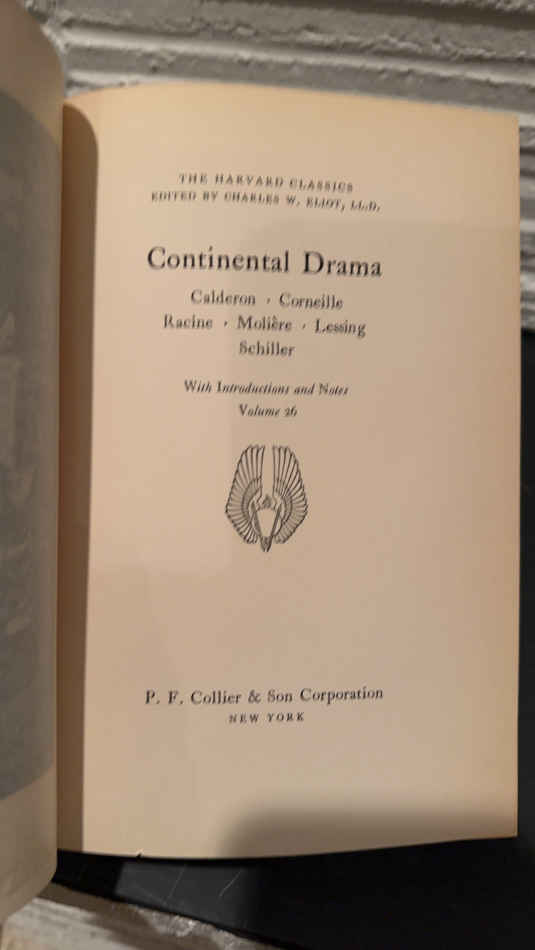 THE HARVARD CLASSICS
EDITED BY CHARLES W. ELIOT, LL.D.
Continental Drama
Calderon · Corneille
Racine · Molière · Lessing
Schiller
With Introductions and Notes
Volume 26
P. F. Collier & Son Corporation
NEW YORK